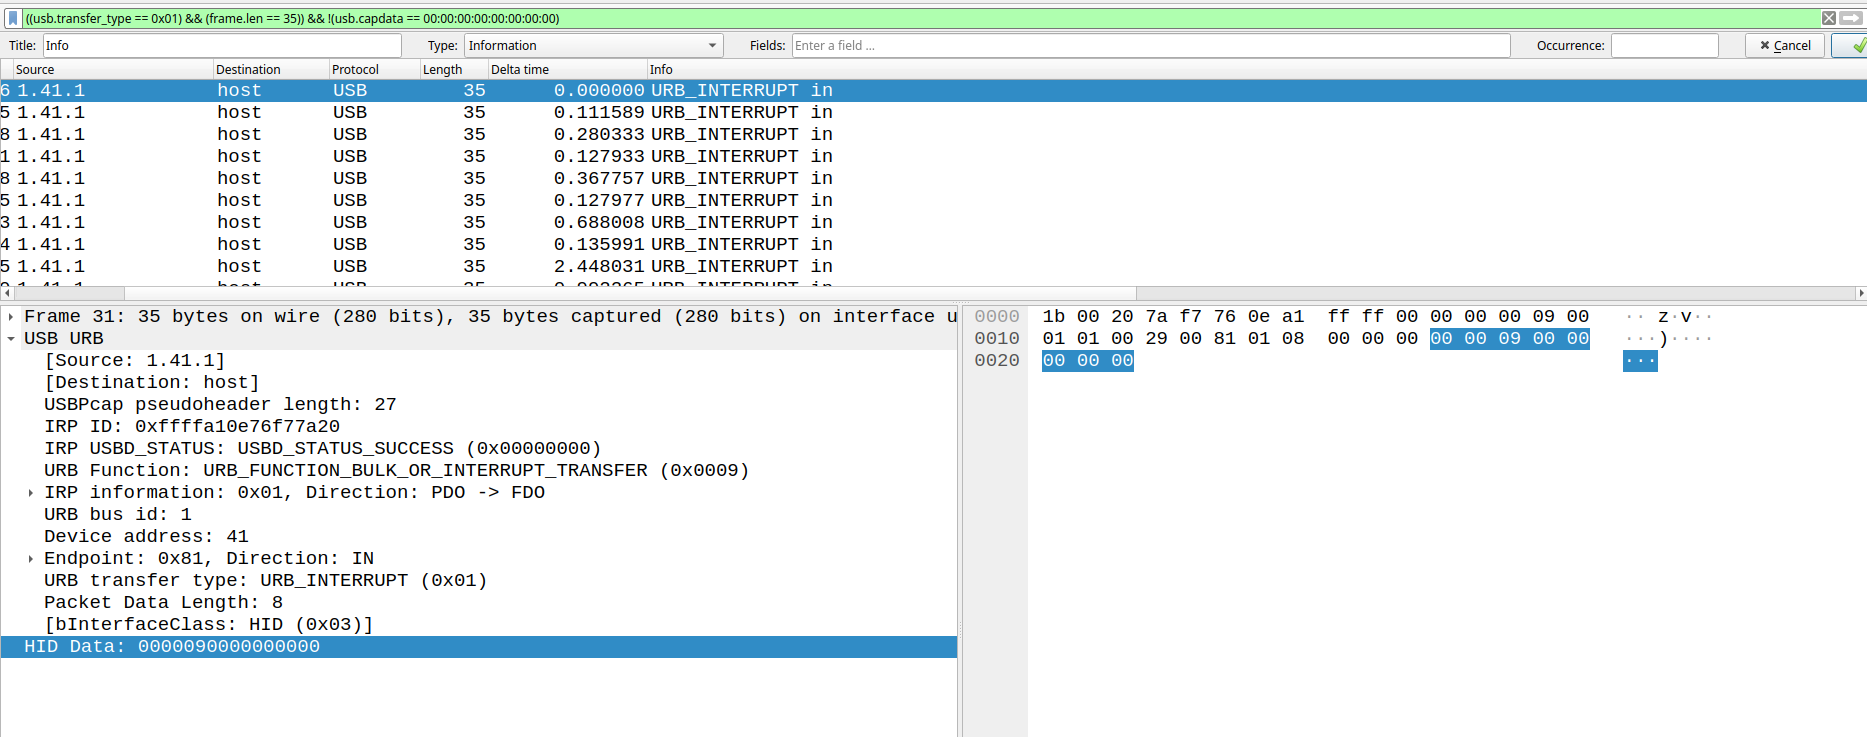 ((usb.transfer_type == 0x01) && (frame.len == 35)) && !(usb.capdata == 00:00:00:00:00:00:00:00)
Title: Info Type: Information Fields: Enter a field ... Occurrence: Cancel
Source Destination Protocol Length Delta time Info
6 1.41.1 host USB 35 0.000000 URB_INTERRUPT in
5 1.41.1 host USB 35 0.111589 URB_INTERRUPT in
8 1.41.1 host USB 35 0.280333 URB_INTERRUPT in
1 1.41.1 host USB 35 0.127933 URB_INTERRUPT in
8 1.41.1 host USB 35 0.367757 URB_INTERRUPT in
5 1.41.1 host USB 35 0.127977 URB_INTERRUPT in
3 1.41.1 host USB 35 0.688008 URB_INTERRUPT in
4 1.41.1 host USB 35 0.135991 URB_INTERRUPT in
5 1.41.1 host USB 35 2.448031 URB_INTERRUPT in
1.41.1 host USB 35 URB_INTERRUPT in
Frame 31: 35 bytes on wire (280 bits), 35 bytes captured (280 bits) on interface u
USB URB
[Source: 1.41.1]
[Destination: host]
USBPcap pseudoheader length: 27
IRP ID: 0xffffa10e76f77a20
IRP USBD_STATUS: USBD_STATUS_SUCCESS (0x00000000)
URB Function: URB_FUNCTION_BULK_OR_INTERRUPT_TRANSFER (0x0009)
IRP information: 0x01, Direction: PDO -> FDO
URB bus id: 1
Device address: 41
Endpoint: 0x81, Direction: IN
URB transfer type: URB_INTERRUPT (0x01)
Packet Data Length: 8
[bInterfaceClass: HID (0x03)]
HID Data: 0000090000000000
0000 1b 00 20 7a f7 76 0e a1 ff ff 00 00 00 00 09 00 ·· z·v··
0010 01 01 00 29 00 81 01 08 00 00 00 00 00 09 00 00 ···)····
0020 00 00 00 ···